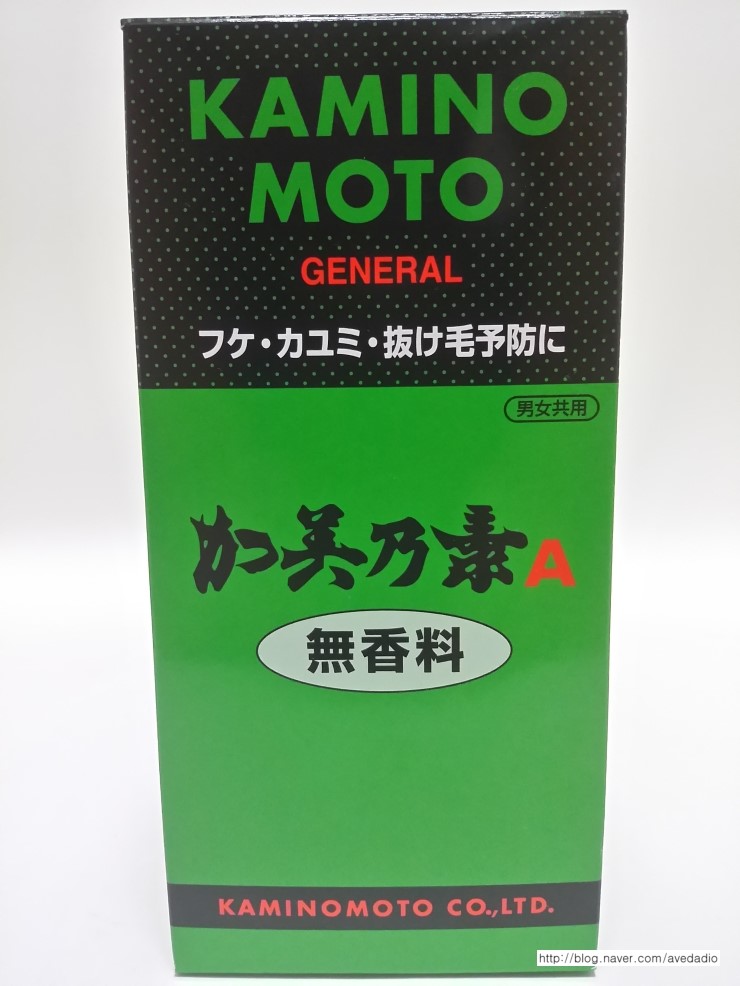 KAMINO
MOTO
GENERAL
フケ・カユミ・抜け毛予防に
男女共用
加美乃素A
無香料
KAMINOMOTO CO.,LTD.
http://blog.naver.com/avedadio